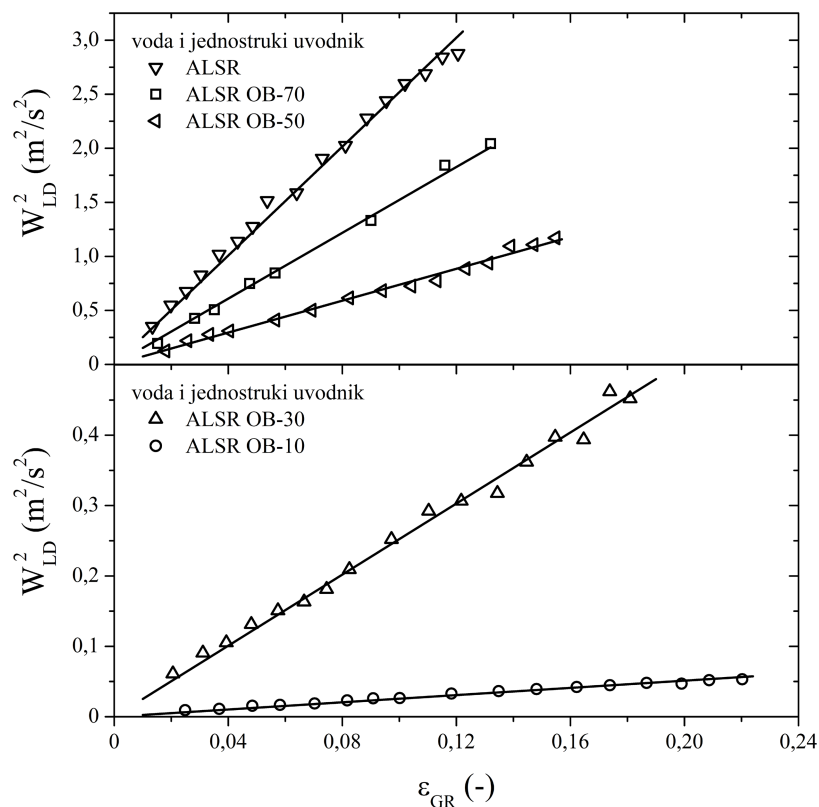 voda i jednostruki uvodnik
ALSR
ALSR OB-70
ALSR OB-50
3,0
2,5
2,0
1,5
1,0
0,5
0
W²LD (m²/s²)
voda i jednostruki uvodnik
ALSR OB-30
ALSR OB-10
0,4
0,3
0,2
0,1
0
W²LD (m²/s²)
0 0,04 0,08 0,12 0,16 0,20 0,24
εGR (-)